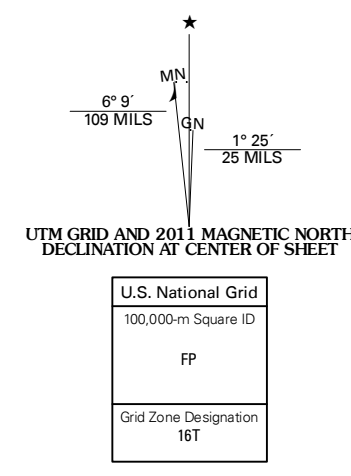 ★
MN
6° 9´
109 MILS
GN
1° 25´
25 MILS
UTM GRID AND 2011 MAGNETIC NORTH
DECLINATION AT CENTER OF SHEET
U.S. National Grid
100,000-m Square ID
FP
Grid Zone Designation
16T